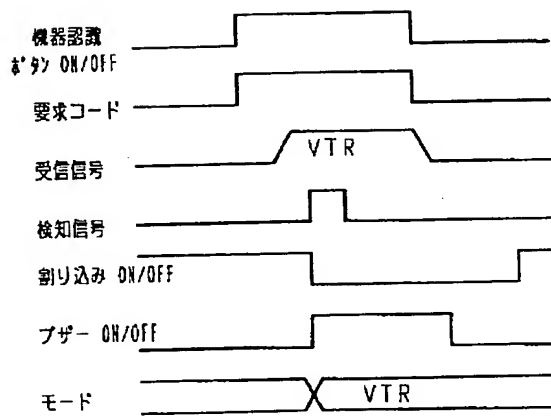 機器認識
ボタン ON/OFF
要求コード
受信信号
VTR
検知信号
割り込み ON/OFF
ブザー ON/OFF
モード
VTR